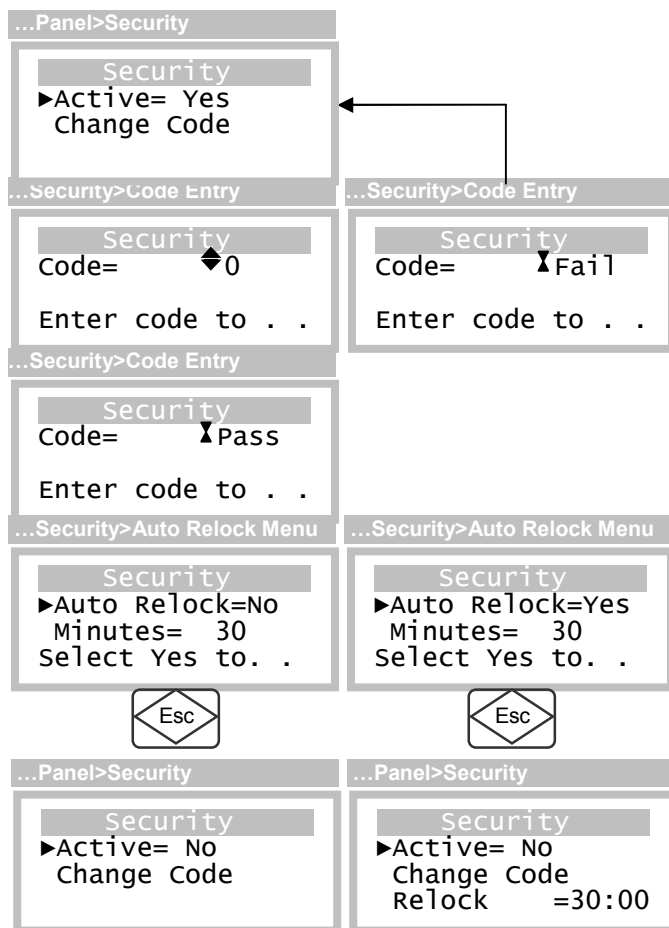 …Panel>Security
Security
►Active= Yes
Change Code
…Security>Code Entry
Security
Code= 0
Enter code to . .
…Security>Code Entry
Security
Code= Fail
Enter code to . .
…Security>Code Entry
Security
Code= Pass
Enter code to . .
…Security>Auto Relock Menu
Security
►Auto Relock=No
Minutes= 30
Select Yes to. .
Esc
…Security>Auto Relock Menu
Security
►Auto Relock=Yes
Minutes= 30
Select Yes to. .
Esc
…Panel>Security
Security
►Active= No
Change Code
…Panel>Security
Security
►Active= No
Change Code
Relock =30:00